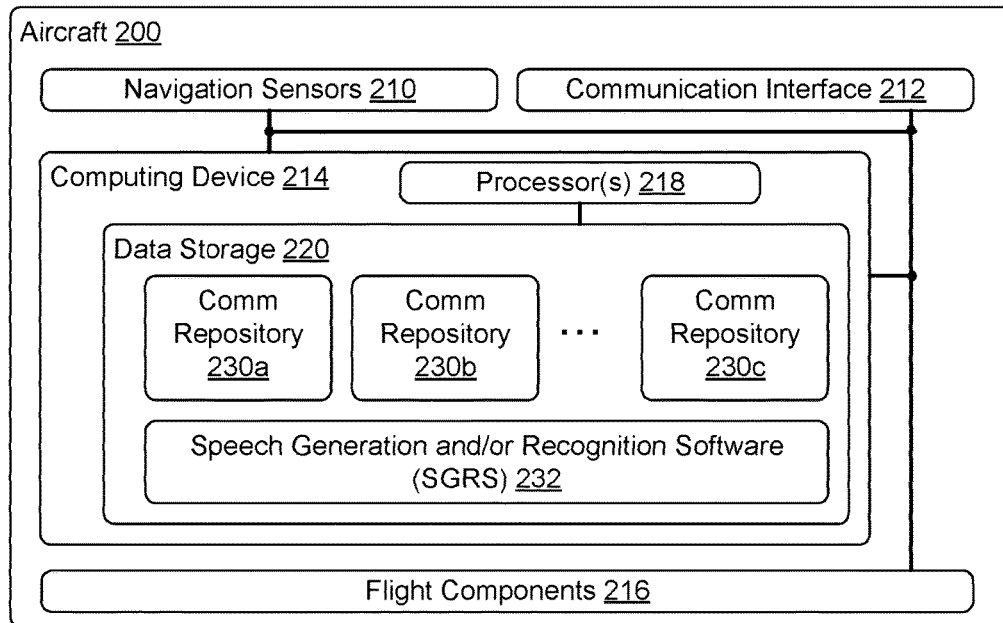 Aircraft 200
Navigation Sensors 210
Communication Interface 212
Computing Device 214
Processor(s) 218
Data Storage 220
Comm
Repository
230a
Comm
Repository
230b
...
Comm
Repository
230c
Speech Generation and/or Recognition Software
(SGRS) 232
Flight Components 216